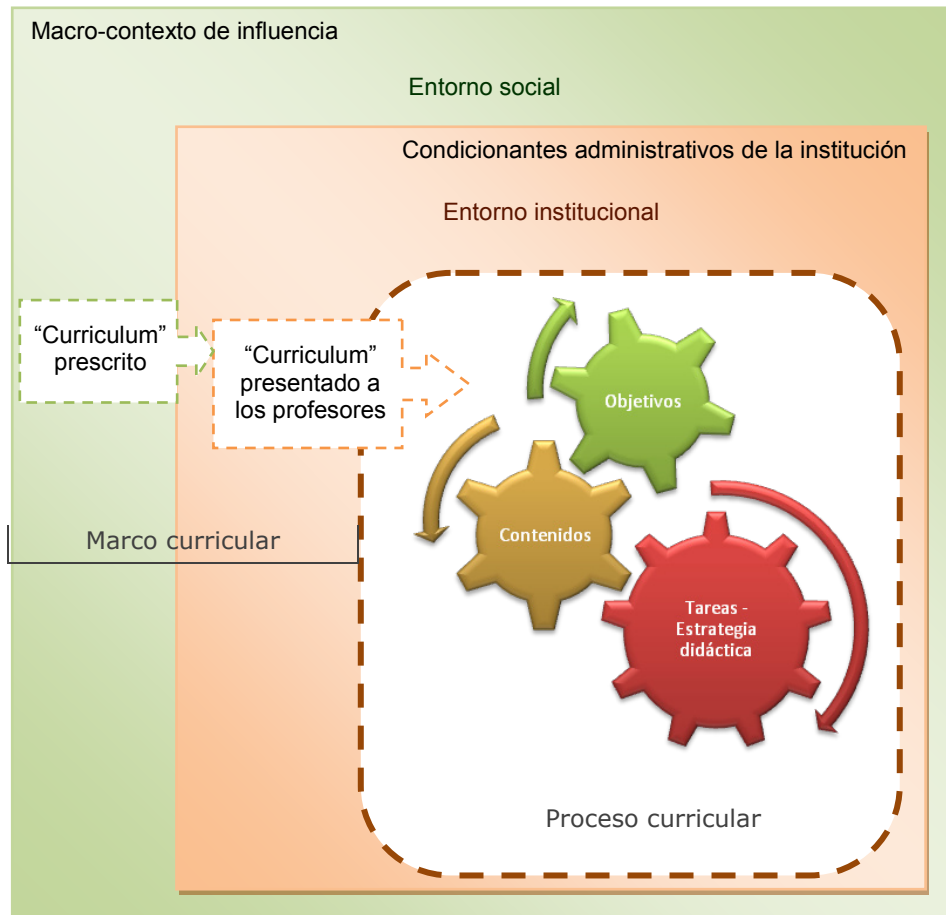 Macro-contexto de influencia
Entorno social
Condicionantes administrativos de la institución
Entorno institucional
“Curriculum”
prescrito
“Curriculum”
presentado a
los profesores
Objetivos
Contenidos
Marco curricular
Tareas -
Estrategia
didáctica
Proceso curricular